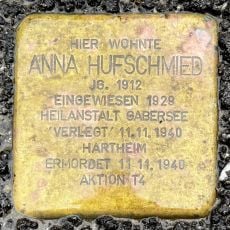 HIER WOHNTE
ANNA HUFSCHMIED
JG. 1912
EINGEWIESEN 1929
HEILANSTALT GABERSEE
'VERLEGT' 11.11.1940
HARTHEIM
ERMORDET 11.11.1940
AKTION T4